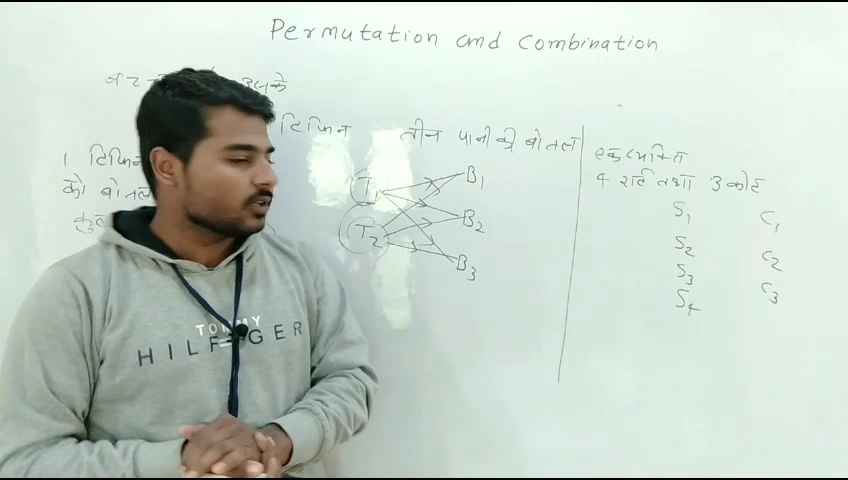 Permutation and Combination
टिफिन तीन पानी की बोतल
1 टिफिन
को बोतल
T1 B1
T2 B2
B3
एक व्यक्ति
4 शर्ट तथा 3 कोट
S1 C1
S2 C2
S3 C3
S4
TOMMY
HILFIGER